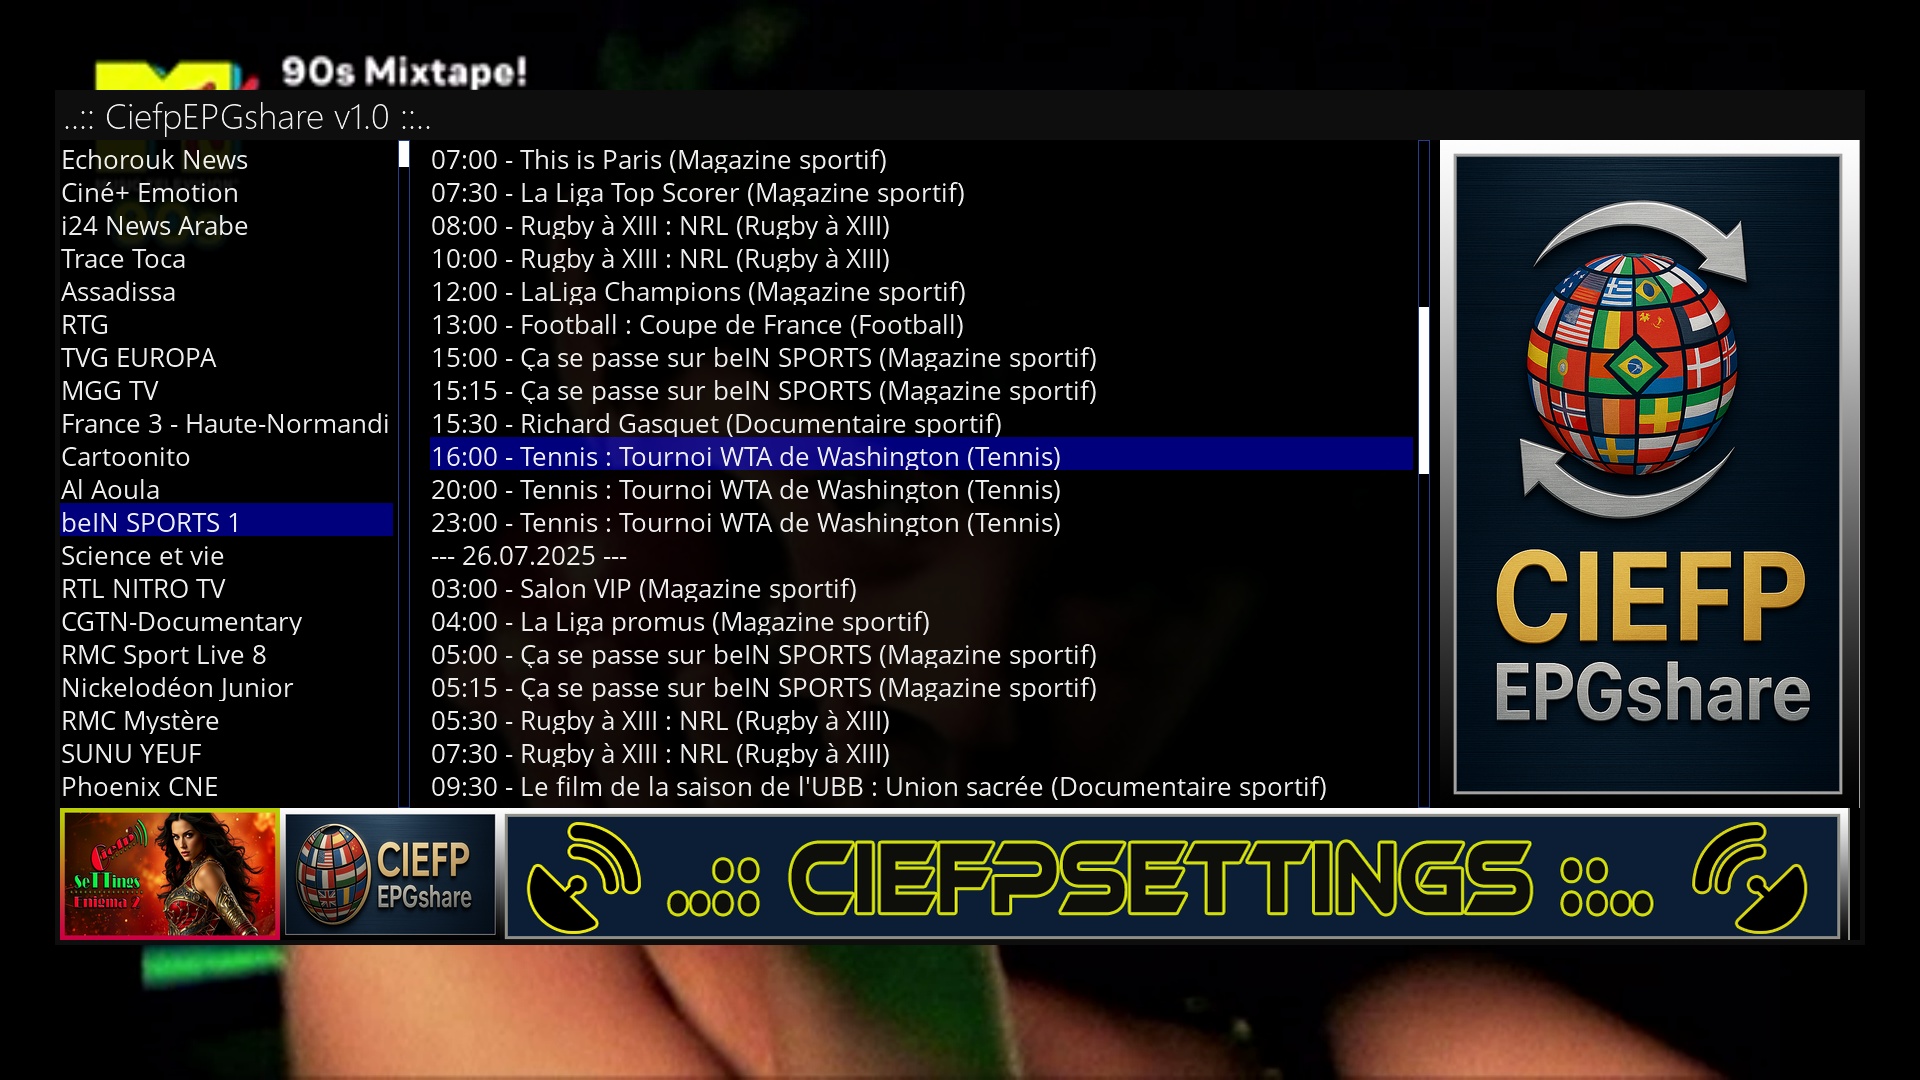 90s Mixtape!
..:: CiefpEPGshare v1.0 ::..
Echorouk News
Ciné+ Emotion
i24 News Arabe
Trace Toca
Assadissa
RTG
TVG EUROPA
MGG TV
France 3 - Haute-Normandi
Cartoonito
Al Aoula
beIN SPORTS 1
Science et vie
RTL NITRO TV
CGTN-Documentary
RMC Sport Live 8
Nickelodéon Junior
RMC Mystère
SUNU YEUF
Phoenix CNE
07:00 - This is Paris (Magazine sportif)
07:30 - La Liga Top Scorer (Magazine sportif)
08:00 - Rugby à XIII : NRL (Rugby à XIII)
10:00 - Rugby à XIII : NRL (Rugby à XIII)
12:00 - LaLiga Champions (Magazine sportif)
13:00 - Football : Coupe de France (Football)
15:00 - Ça se passe sur beIN SPORTS (Magazine sportif)
15:15 - Ça se passe sur beIN SPORTS (Magazine sportif)
15:30 - Richard Gasquet (Documentaire sportif)
16:00 - Tennis : Tournoi WTA de Washington (Tennis)
20:00 - Tennis : Tournoi WTA de Washington (Tennis)
23:00 - Tennis : Tournoi WTA de Washington (Tennis)
--- 26.07.2025 ---
03:00 - Salon VIP (Magazine sportif)
04:00 - La Liga promus (Magazine sportif)
05:00 - Ça se passe sur beIN SPORTS (Magazine sportif)
05:15 - Ça se passe sur beIN SPORTS (Magazine sportif)
05:30 - Rugby à XIII : NRL (Rugby à XIII)
07:30 - Rugby à XIII : NRL (Rugby à XIII)
09:30 - Le film de la saison de l'UBB : Union sacrée (Documentaire sportif)
CIEFP
EPGshare
Ciefp
SeTTings
Enigma 2
CIEFP
EPGshare
CIEFPSETTINGS